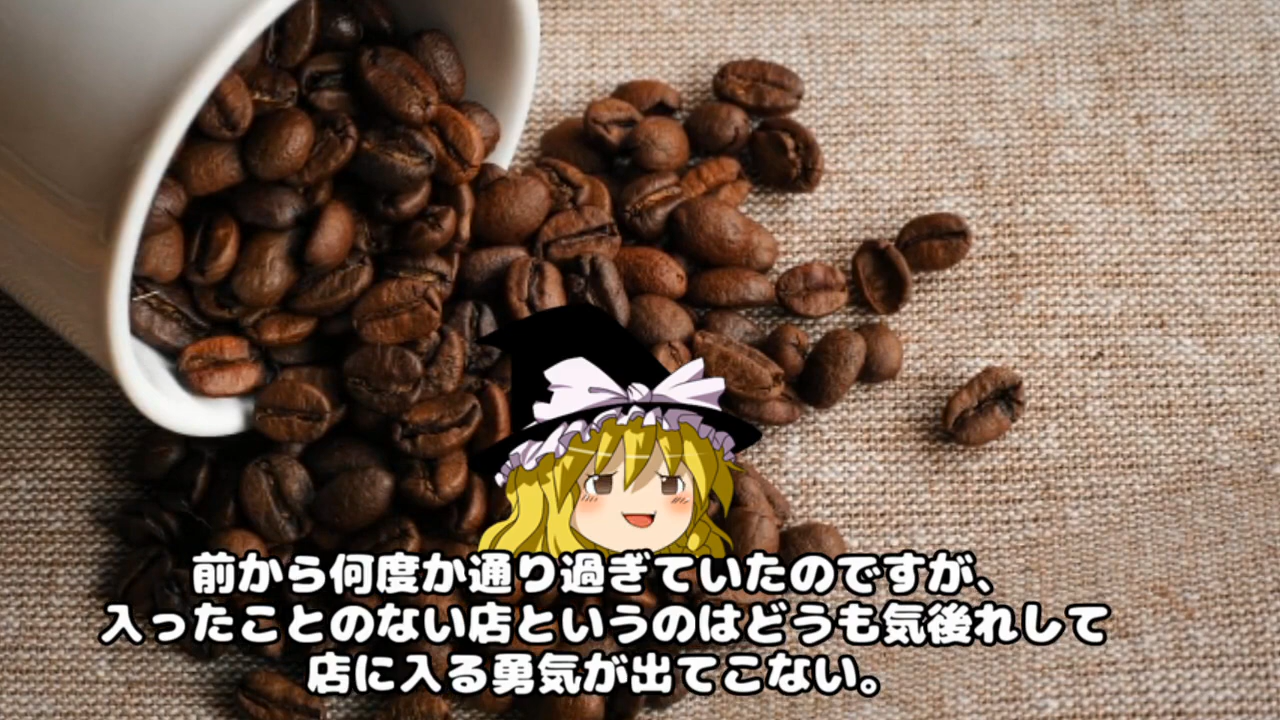 前から何度か通り過ぎていたのですが、
入ったことのない店というのはどうも気後れして
店に入る勇気が出てこない。